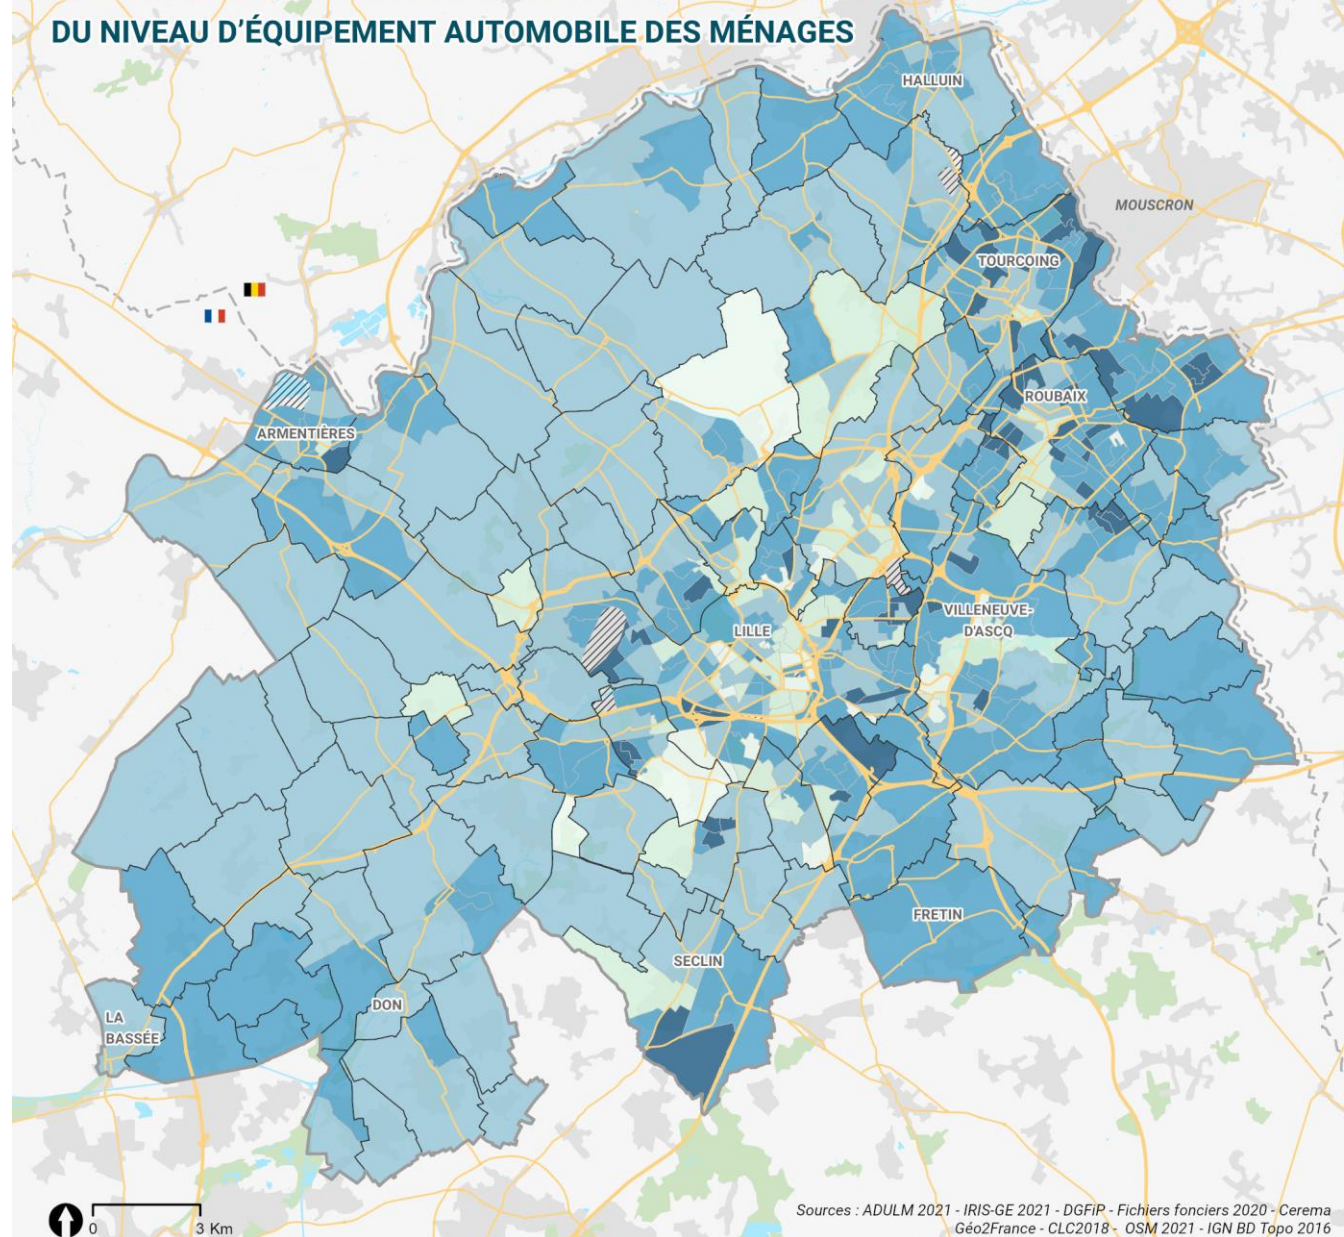 DU NIVEAU D’ÉQUIPEMENT AUTOMOBILE DES MÉNAGES
HALLUIN
MOUSCRON
TOURCOING
ROUBAIX
ARMENTIÈRES
LILLE
VILLENEUVE-
D'ASCQ
FRETIN
SECLIN
DON
LA
BASSÉE
0
3 Km
Sources : ADULM 2021 - IRIS-GE 2021 - DGFiP - Fichiers fonciers 2020 - Cerema
Géo2France - CLC2018 - OSM 2021 - IGN BD Topo 2016